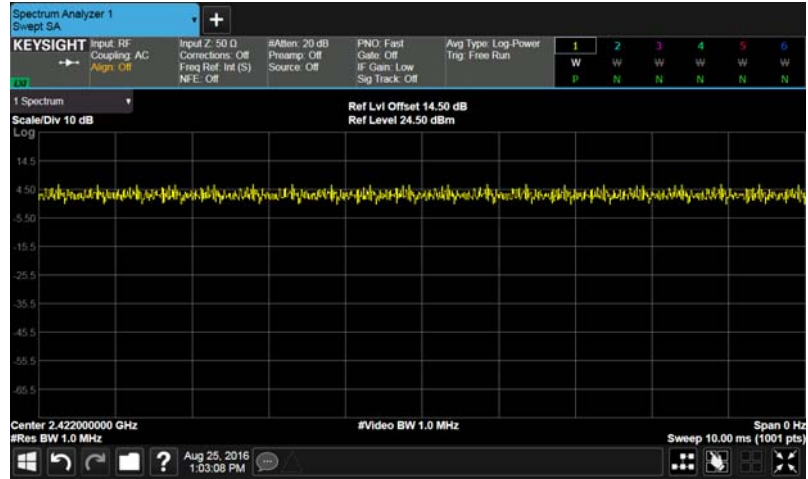 Spectrum Analyzer 1
Swept SA
+
KEYSIGHT
Input: RF
Coupling: AC
Align: Off
Input Z: 50 Ω
Corrections: Off
Freq Ref: Int (S)
NFE: Off
#Atten: 20 dB
Preamp: Off
Source: Off
PNO: Fast
Gate: Off
IF Gain: Low
Sig Track: Off
Avg Type: Log-Power
Trig: Free Run
1 2 3 4 5 6
W W W W W W
P N N N N N
EXT
1 Spectrum
Scale/Div 10 dB
Ref Lvl Offset 14.50 dB
Ref Level 24.50 dBm
Log
14.5
4.50
-5.50
-15.5
-25.5
-35.5
-45.5
-55.5
-65.5
Center 2.422000000 GHz
#Video BW 1.0 MHz
Span 0 Hz
#Res BW 1.0 MHz
Sweep 10.00 ms (1001 pts)
?
Aug 25, 2016
1:03:08 PM